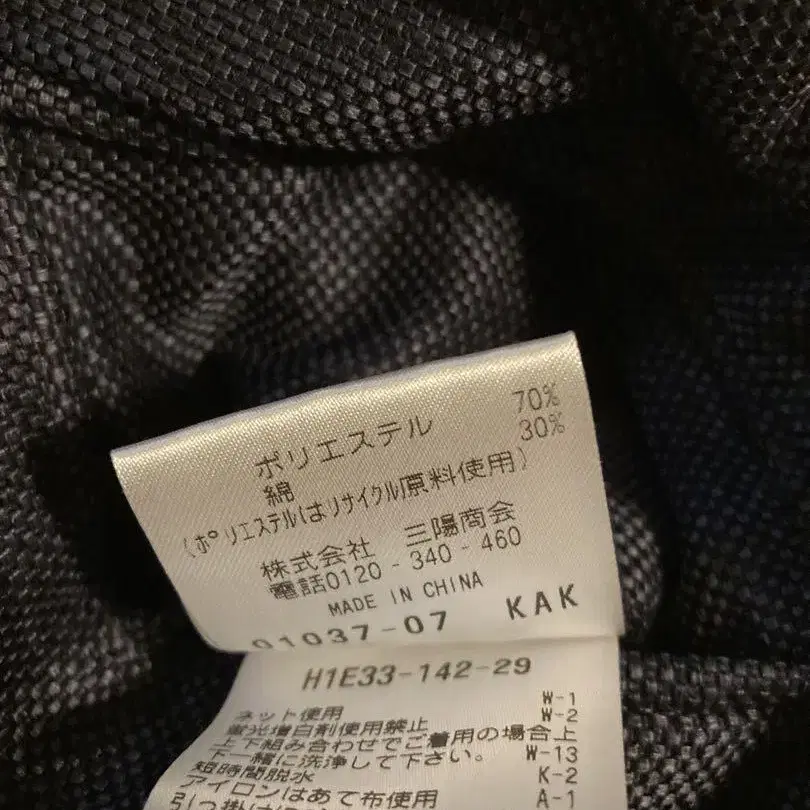 ポリエステル 70%
綿 30%
(ポリエステルはリサイクル原料使用)
株式会社 三陽商会
電話0120-340-460
MADE IN CHINA
01037-07 KAK
H1E33-142-29
ネット使用 W-1
蛍光増白剤使用禁止 W-2
上下組み合わせでご着用の場合上
下一緒に洗浄して下さい。 W-13
短時間脱水 K-2
アイロンはあて布使用 A-1